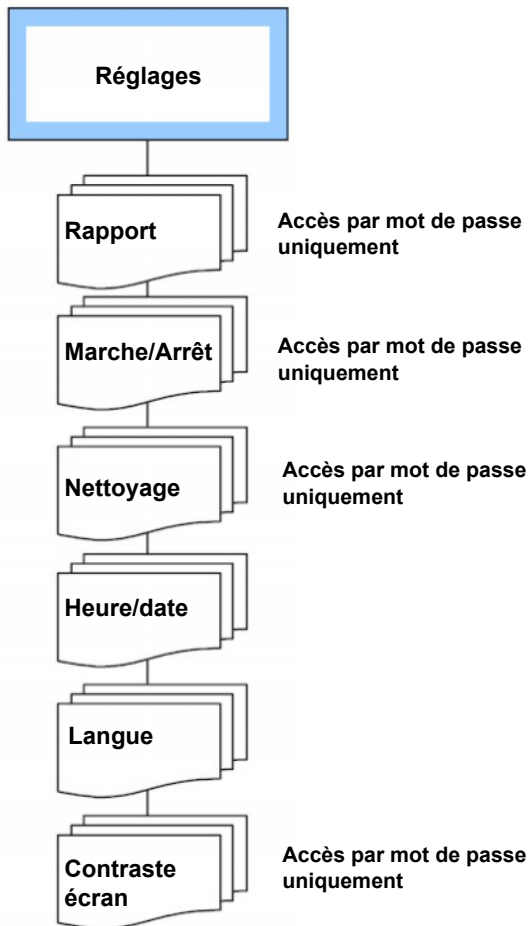 Réglages
Rapport
Accès par mot de passe
uniquement
Marche/Arrêt
Accès par mot de passe
uniquement
Nettoyage
Accès par mot de passe
uniquement
Heure/date
Langue
Contraste
écran
Accès par mot de passe
uniquement